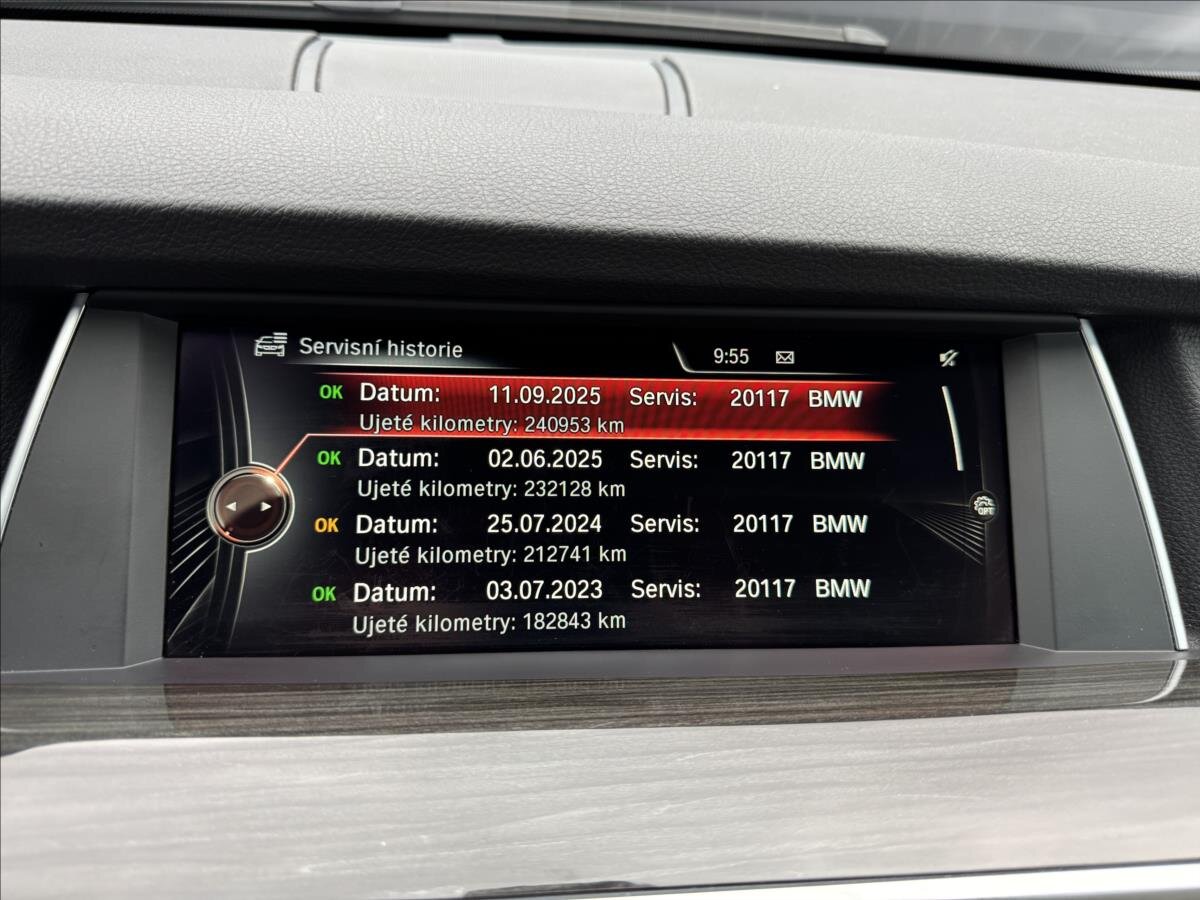 Servisní historie 9:55
OK Datum: 11.09.2025 Servis: 20117 BMW
Ujeté kilometry: 240953 km
OK Datum: 02.06.2025 Servis: 20117 BMW
Ujeté kilometry: 232128 km
OPT
OK Datum: 25.07.2024 Servis: 20117 BMW
Ujeté kilometry: 212741 km
OK Datum: 03.07.2023 Servis: 20117 BMW
Ujeté kilometry: 182843 km